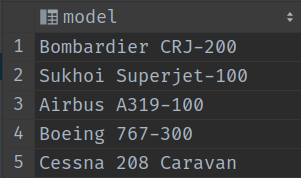 model
1 Bombardier CRJ-200
2 Sukhoi Superjet-100
3 Airbus A319-100
4 Boeing 767-300
5 Cessna 208 Caravan